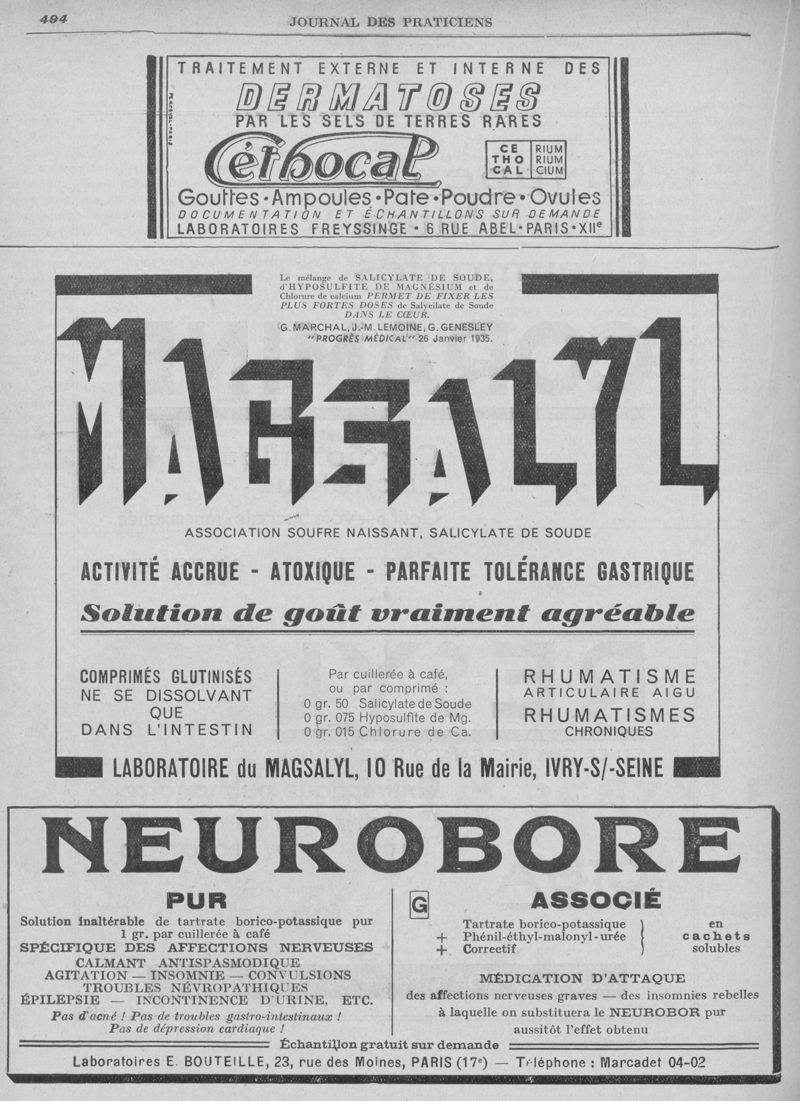 494
JOURNAL DES PRATICIENS
TRAITEMENT EXTERNE ET INTERNE DES
DERMATOSES
PAR LES SELS DE TERRES RARES
Céthocal
CE RIUM
THO RIUM
CAL CIUM
Gouttes • Ampoules • Pate • Poudre • Ovules
DOCUMENTATION ET ÉCHANTILLONS SUR DEMANDE
LABORATOIRES FREYSSINGE • 6 RUE ABEL • PARIS • XIIe
Le mélange de SALICYLATE DE SOUDE,
d'HYPOSULFITE DE MAGNÉSIUM et de
Chlorure de calcium PERMET DE FIXER LES
PLUS FORTES DOSES de Salycilate de Soude
DANS LE CŒUR.
G. MARCHAL, J.-M. LEMOINE, G. GENESLEY
"PROGRÈS MÉDICAL" 26 Janvier 1935.
MAGSALYL
ASSOCIATION SOUFRE NAISSANT, SALICYLATE DE SOUDE
ACTIVITÉ ACCRUE - ATOXIQUE - PARFAITE TOLÉRANCE GASTRIQUE
Solution de goût vraiment agréable
COMPRIMÉS GLUTINISÉS
NE SE DISSOLVANT
QUE
DANS L'INTESTIN
Par cuillerée à café,
ou par comprimé :
0 gr. 50 Salicylate de Soude
0 gr. 075 Hyposulfite de Mg.
0 gr. 015 Chlorure de Ca.
RHUMATISME
ARTICULAIRE AIGU
RHUMATISMES
CHRONIQUES
LABORATOIRE du MAGSALYL, 10 Rue de la Mairie, IVRY-S/-SEINE
NEUROBORE
PUR
Solution inaltérable de tartrate borico-potassique pur
1 gr. par cuillerée à café
SPÉCIFIQUE DES AFFECTIONS NERVEUSES
CALMANT ANTISPASMODIQUE
AGITATION — INSOMNIE — CONVULSIONS
TROUBLES NÉVROPATHIQUES
ÉPILEPSIE — INCONTINENCE D'URINE, ETC.
Pas d'acné ! Pas de troubles gastro-intestinaux !
Pas de dépression cardiaque !
G
ASSOCIÉ
Tartrate borico-potassique
+ Phénil-éthyl-malonyl-urée
+ Correctif
en
cachets
solubles
MÉDICATION D'ATTAQUE
des affections nerveuses graves — des insomnies rebelles
à laquelle on substituera le NEUROBOR pur
aussitôt l'effet obtenu
Échantillon gratuit sur demande
Laboratoires E. BOUTEILLE, 23, rue des Moines, PARIS (17e) — Téléphone : Marcadet 04-02